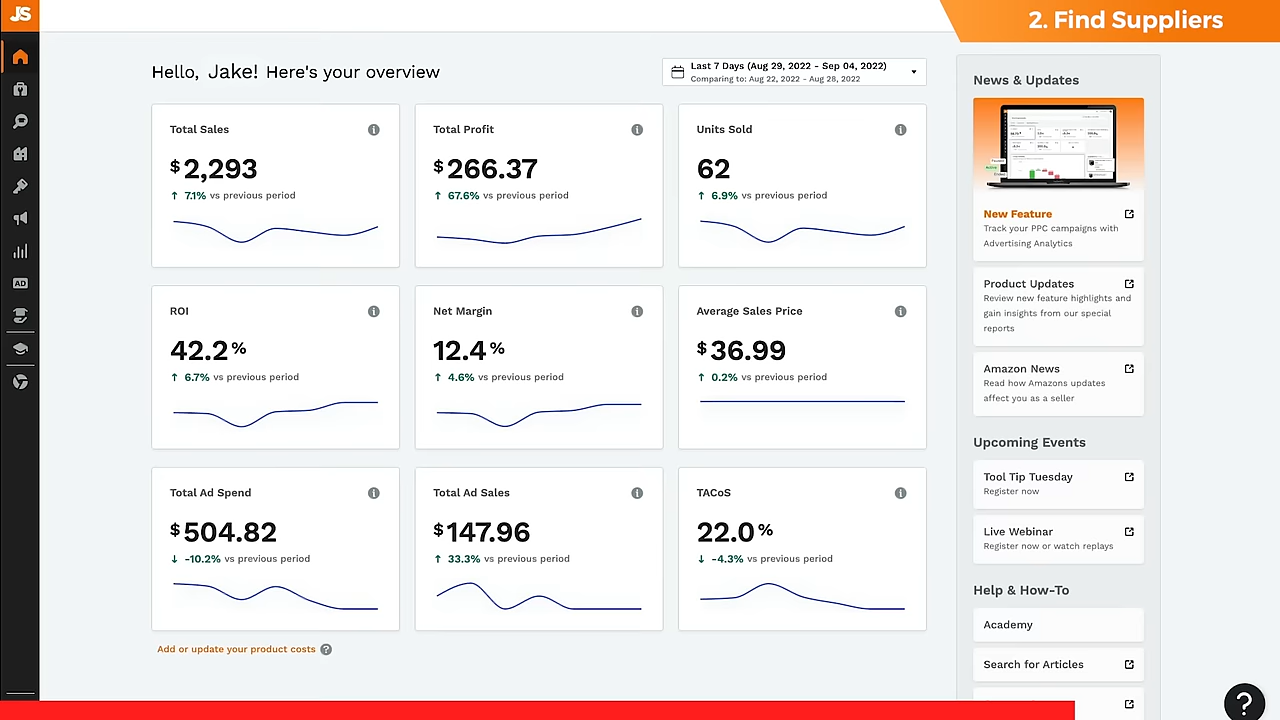 JS
2. Find Suppliers
Hello, Jake! Here's your overview
Last 7 Days (Aug 29, 2022 - Sep 04, 2022)
Comparing to: Aug 22, 2022 - Aug 28, 2022
Total Sales
$2,293
↑ 7.1% vs previous period
Total Profit
$266.37
↑ 67.6% vs previous period
Units Sold
62
↑ 6.9% vs previous period
ROI
42.2%
↑ 6.7% vs previous period
Net Margin
12.4%
↑ 4.6% vs previous period
Average Sales Price
$36.99
↑ 0.2% vs previous period
Total Ad Spend
$504.82
↓ -10.2% vs previous period
Total Ad Sales
$147.96
↑ 33.3% vs previous period
TACoS
22.0%
↓ -4.3% vs previous period
Add or update your product costs ?
AD
News & Updates
New Feature
Track your PPC campaigns with
Advertising Analytics
Product Updates
Review new feature highlights and
gain insights from our special
reports
Amazon News
Read how Amazons updates
affect you as a seller
Upcoming Events
Tool Tip Tuesday
Register now
Live Webinar
Register now or watch replays
Help & How-To
Academy
Search for Articles
?